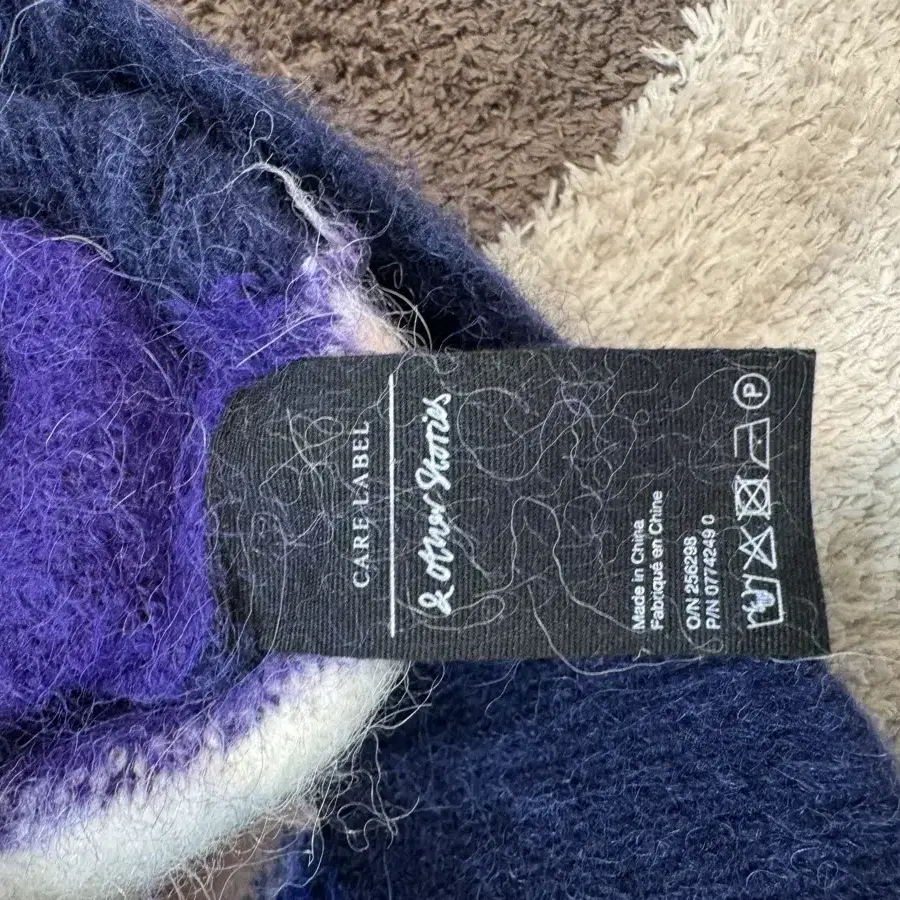 CARE LABEL
& other Stories
Made in China
Fabriqué en Chine
O/N 256298
P/N 0774249 0
P